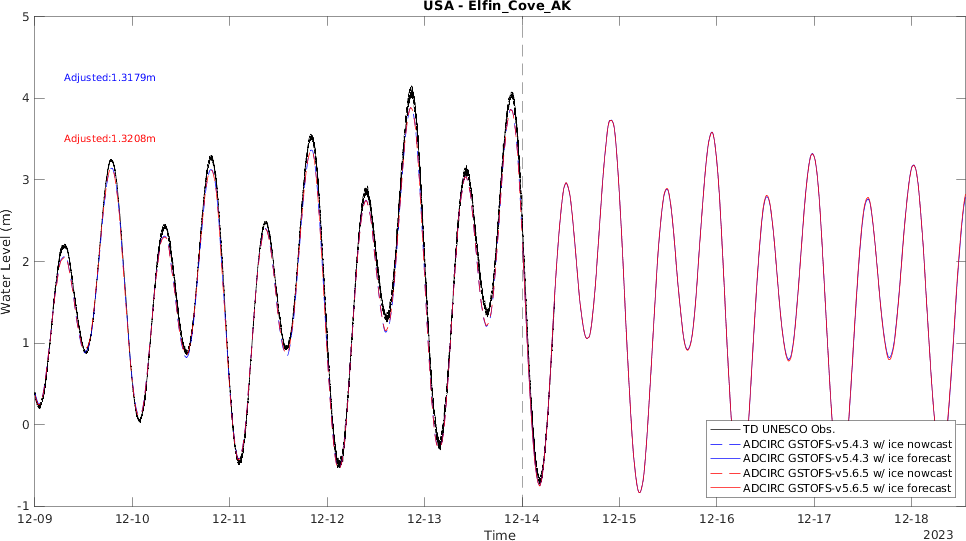 USA - Elfin_Cove_AK
5
4
3
2
1
0
-1
Water Level (m)
Adjusted:1.3179m
Adjusted:1.3208m
TD UNESCO Obs.
ADCIRC GSTOFS-v5.4.3 w/ ice nowcast
ADCIRC GSTOFS-v5.4.3 w/ ice forecast
ADCIRC GSTOFS-v5.6.5 w/ ice nowcast
ADCIRC GSTOFS-v5.6.5 w/ ice forecast
12-09 12-10 12-11 12-12 12-13 12-14 12-15 12-16 12-17 12-18
Time
2023